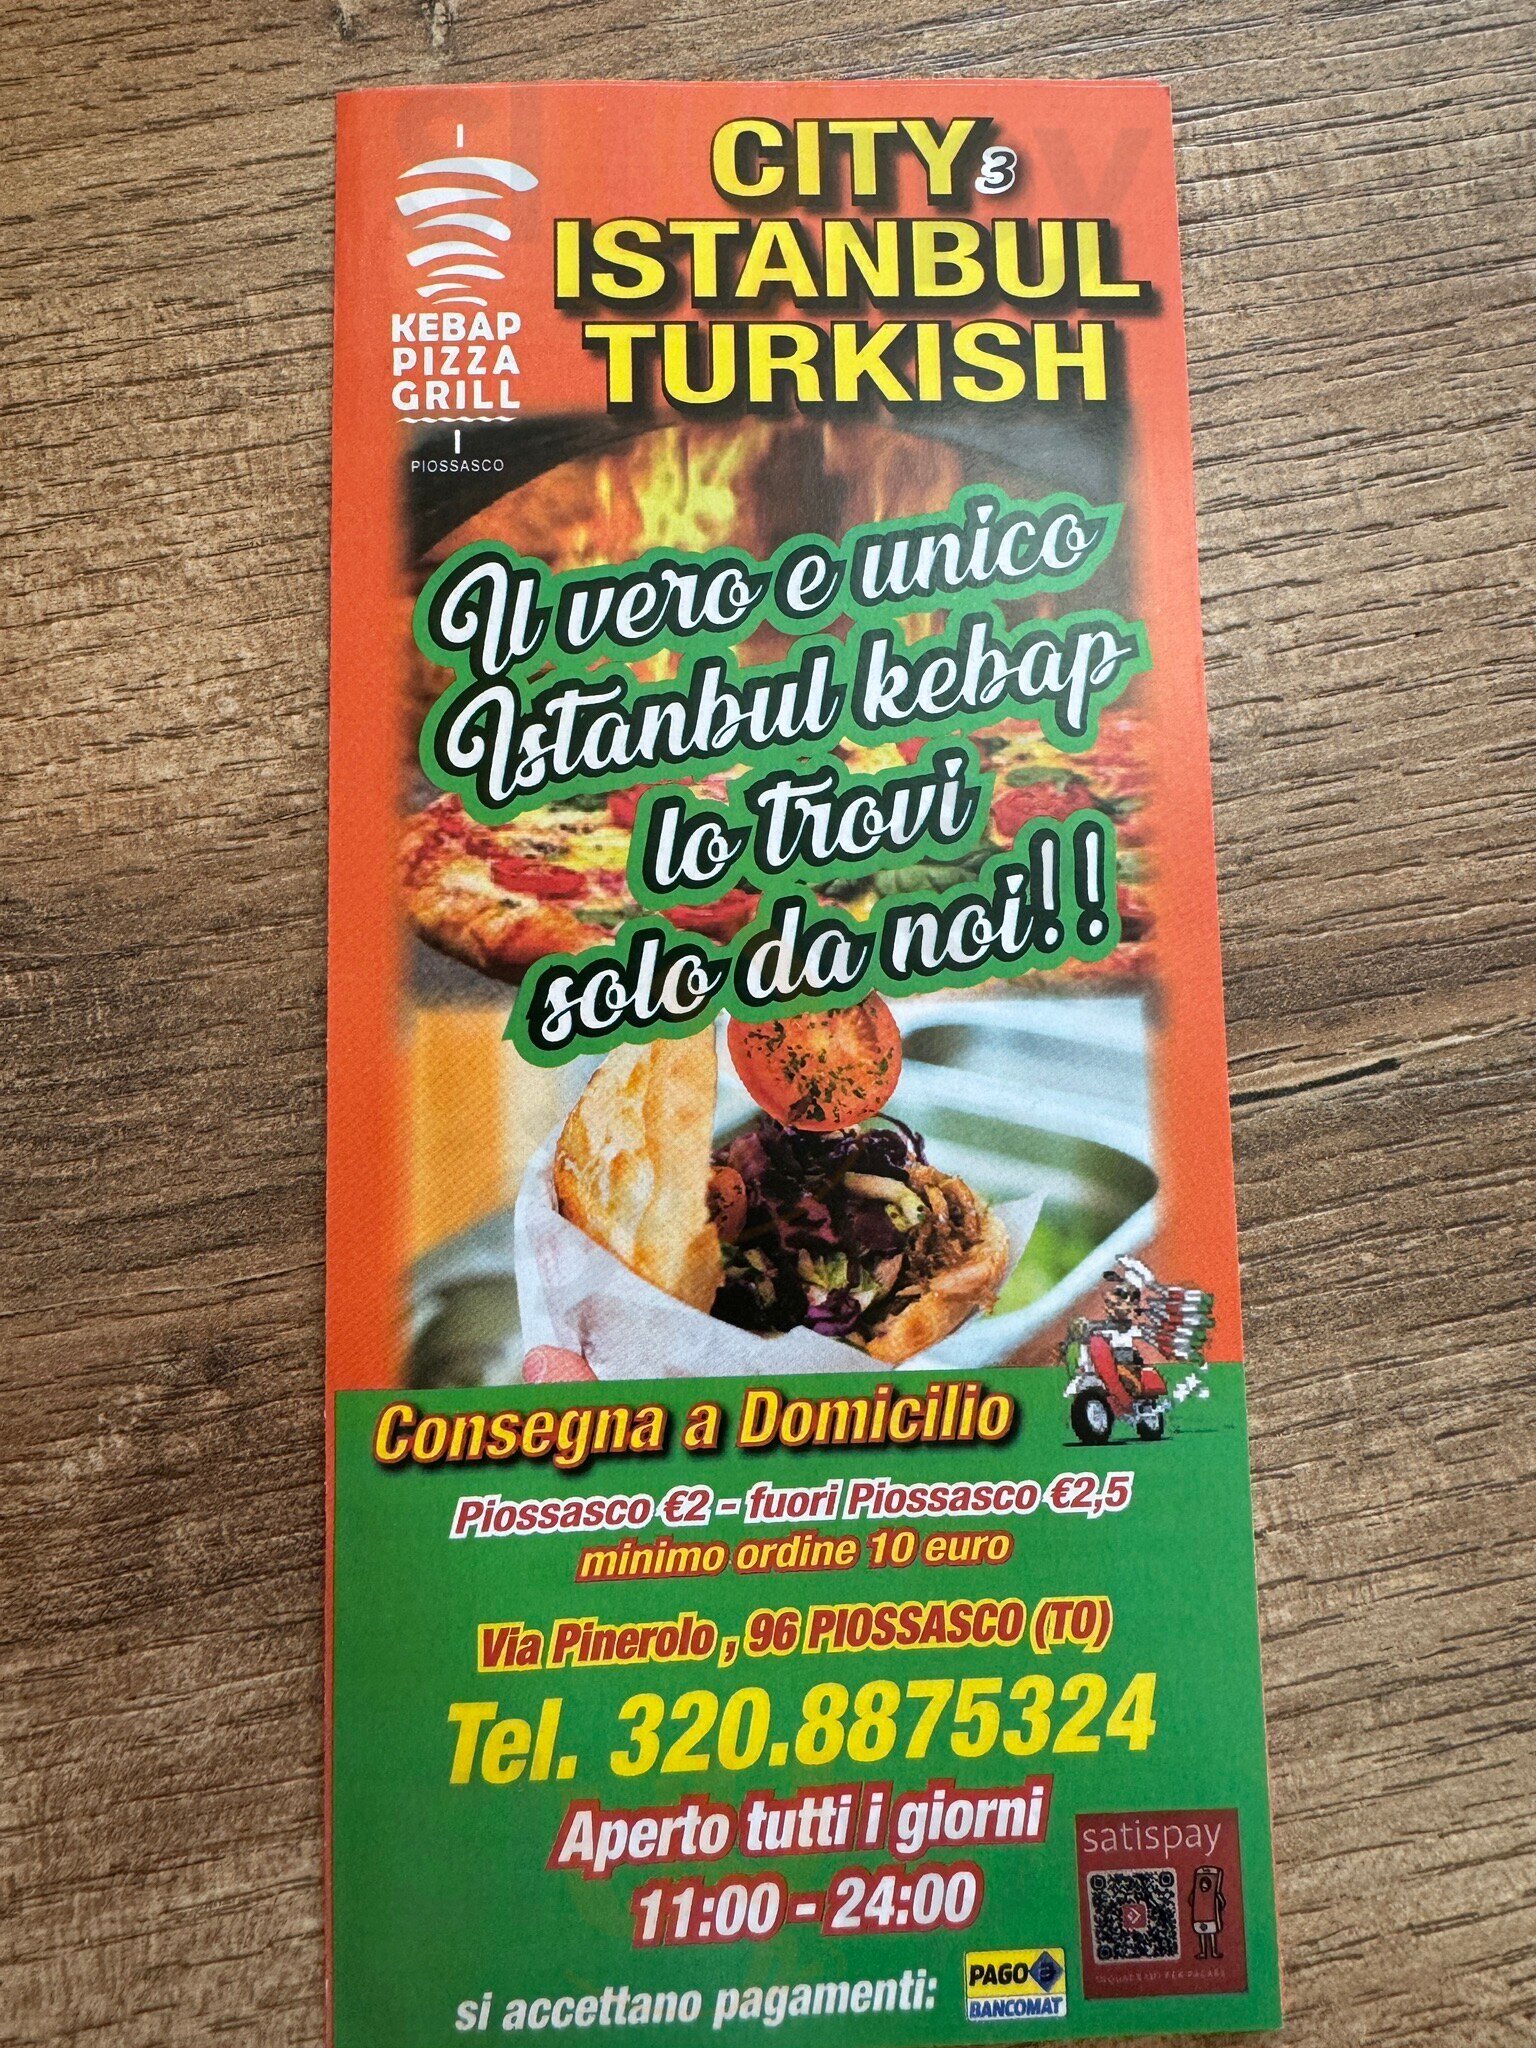 CITY 3
ISTANBUL
TURKISH
KEBAP
PIZZA
GRILL
PIOSSASCO
Il vero e unico
Istanbul kebap
lo trovi
solo da noi!!
Consegna a Domicilio
Piossasco €2 - fuori Piossasco €2,5
minimo ordine 10 euro
Via Pinerolo , 96 PIOSSASCO (TO)
Tel. 320.8875324
Aperto tutti i giorni
11:00 - 24:00
satispay
si accettano pagamenti:
PAGO
BANCOMAT